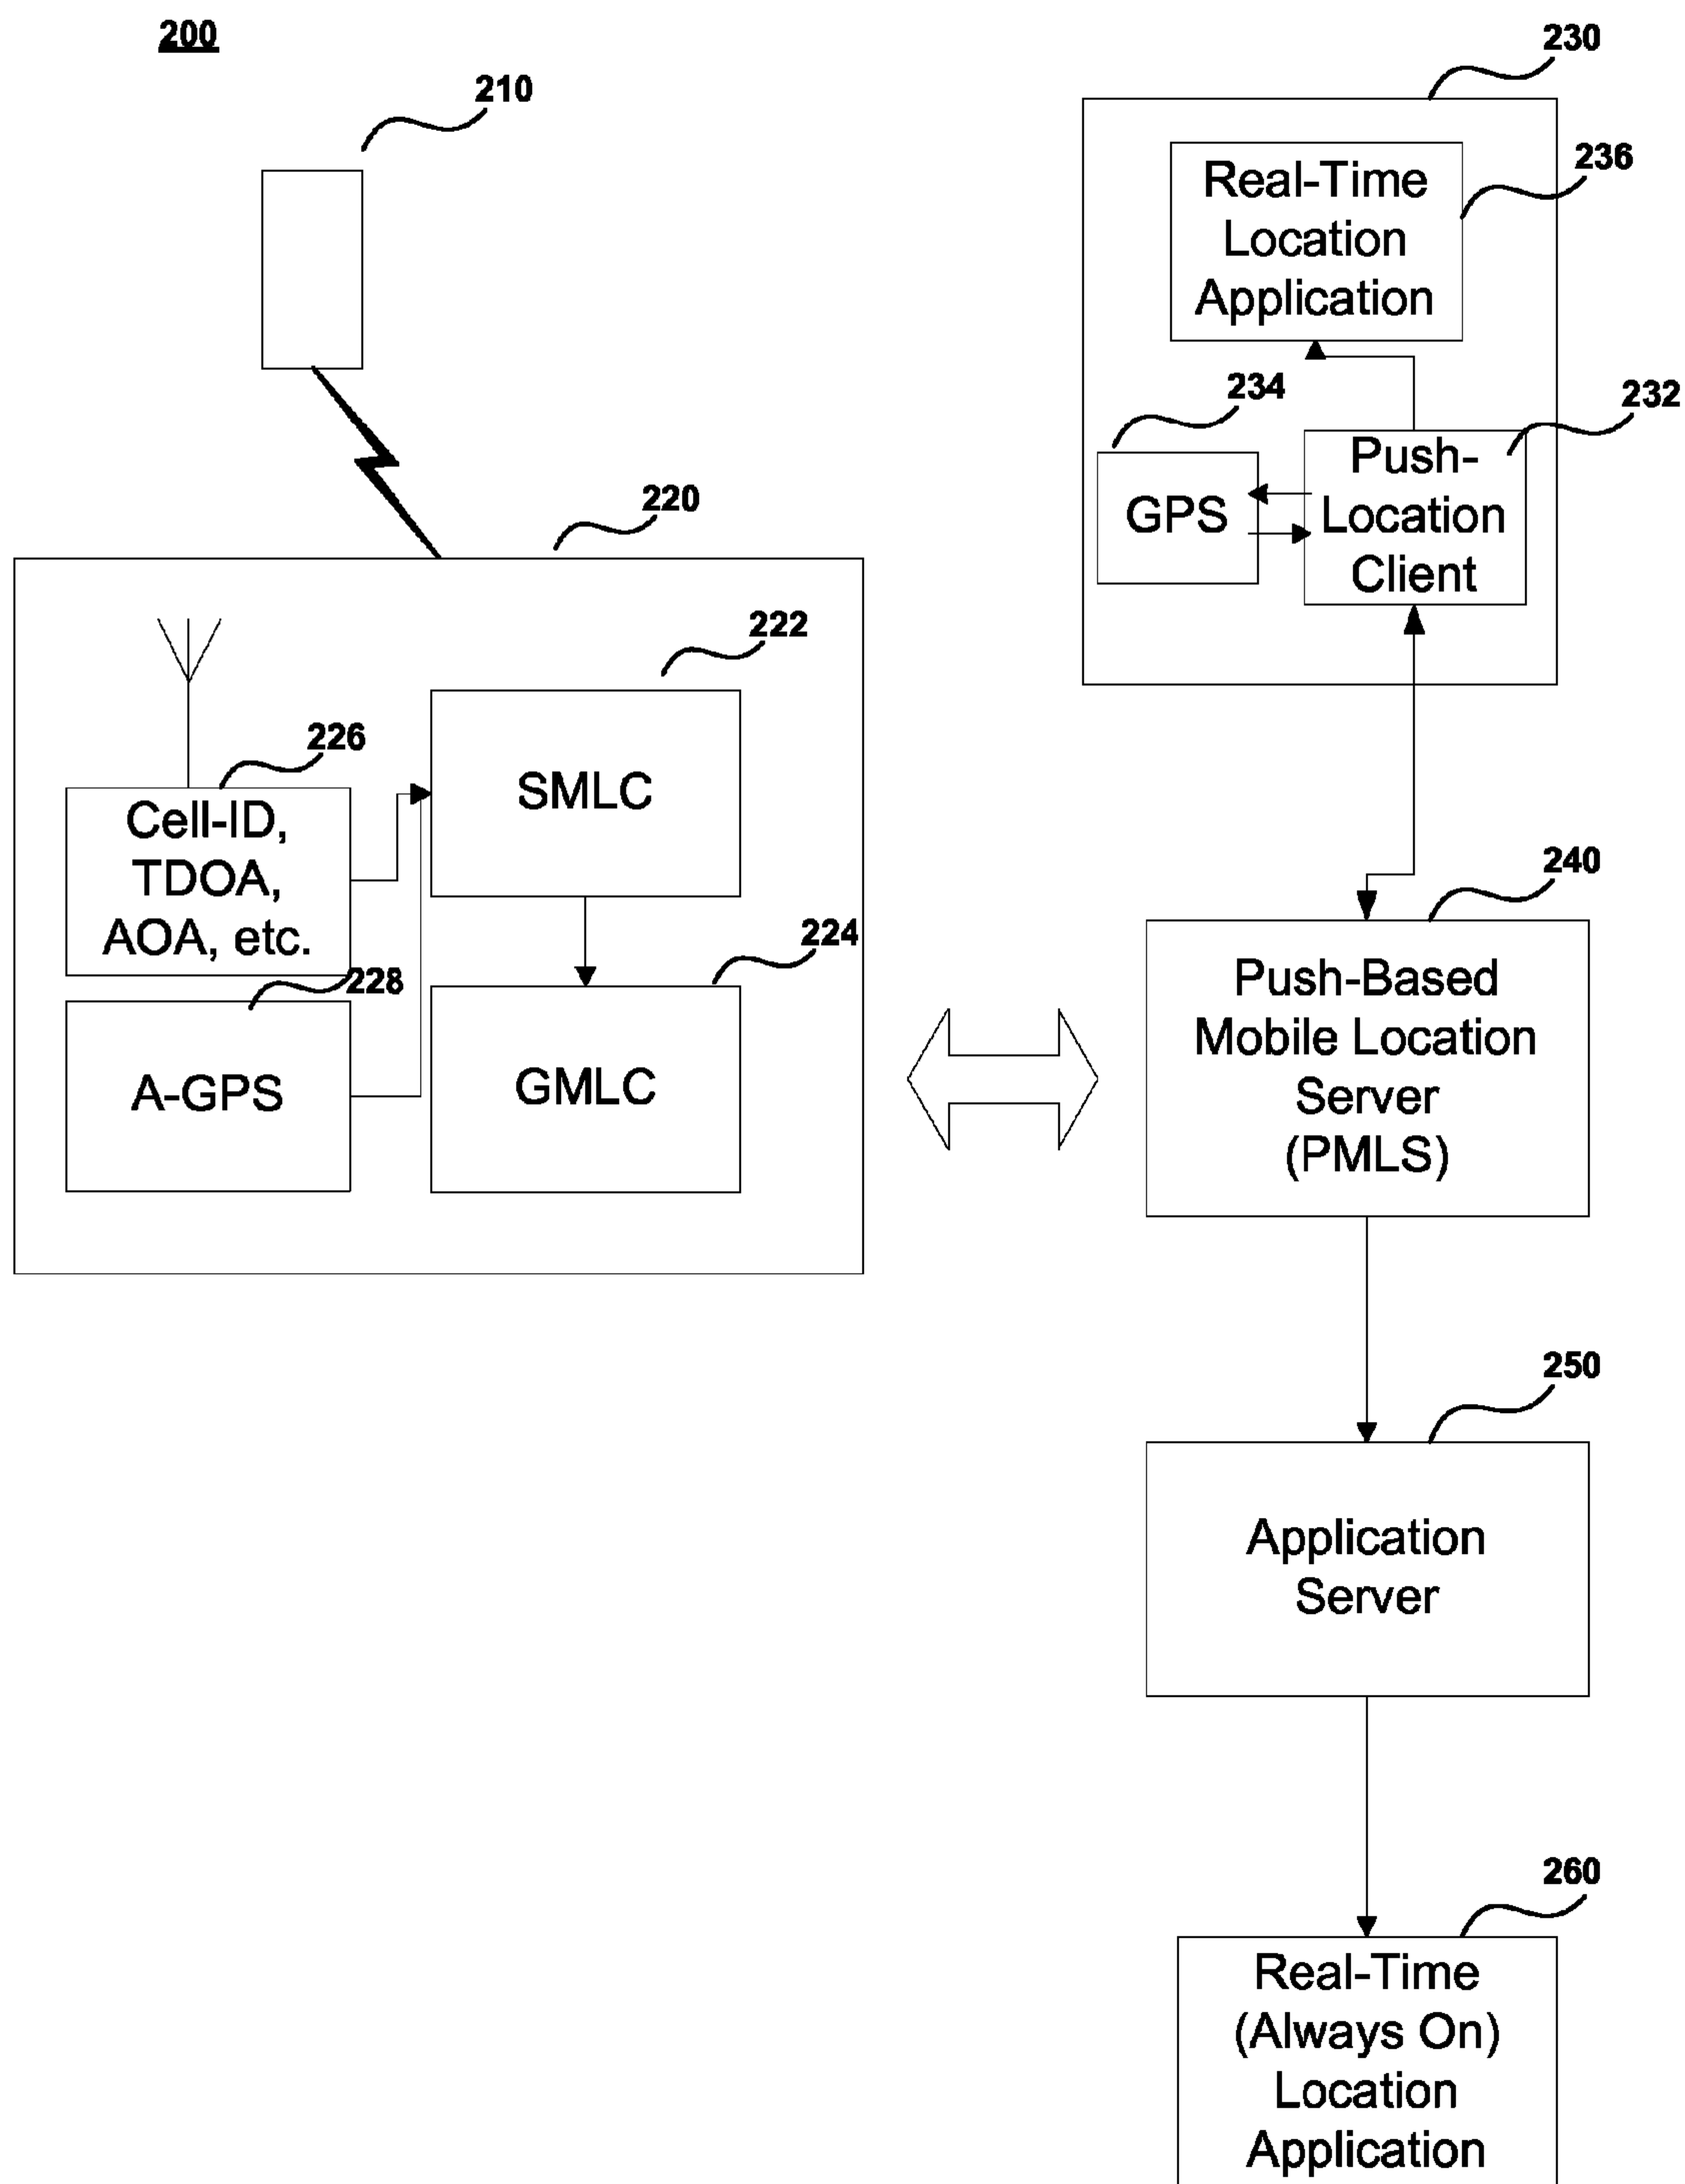 200
210
230
Real-Time
Location
Application
236
234
232
GPS
Push-
Location
Client
220
222
226
SMLC
Cell-ID,
TDOA,
AOA, etc.
224
228
A-GPS
GMLC
240
Push-Based
Mobile Location
Server
(PMLS)
250
Application
Server
260
Real-Time
(Always On)
Location
Application